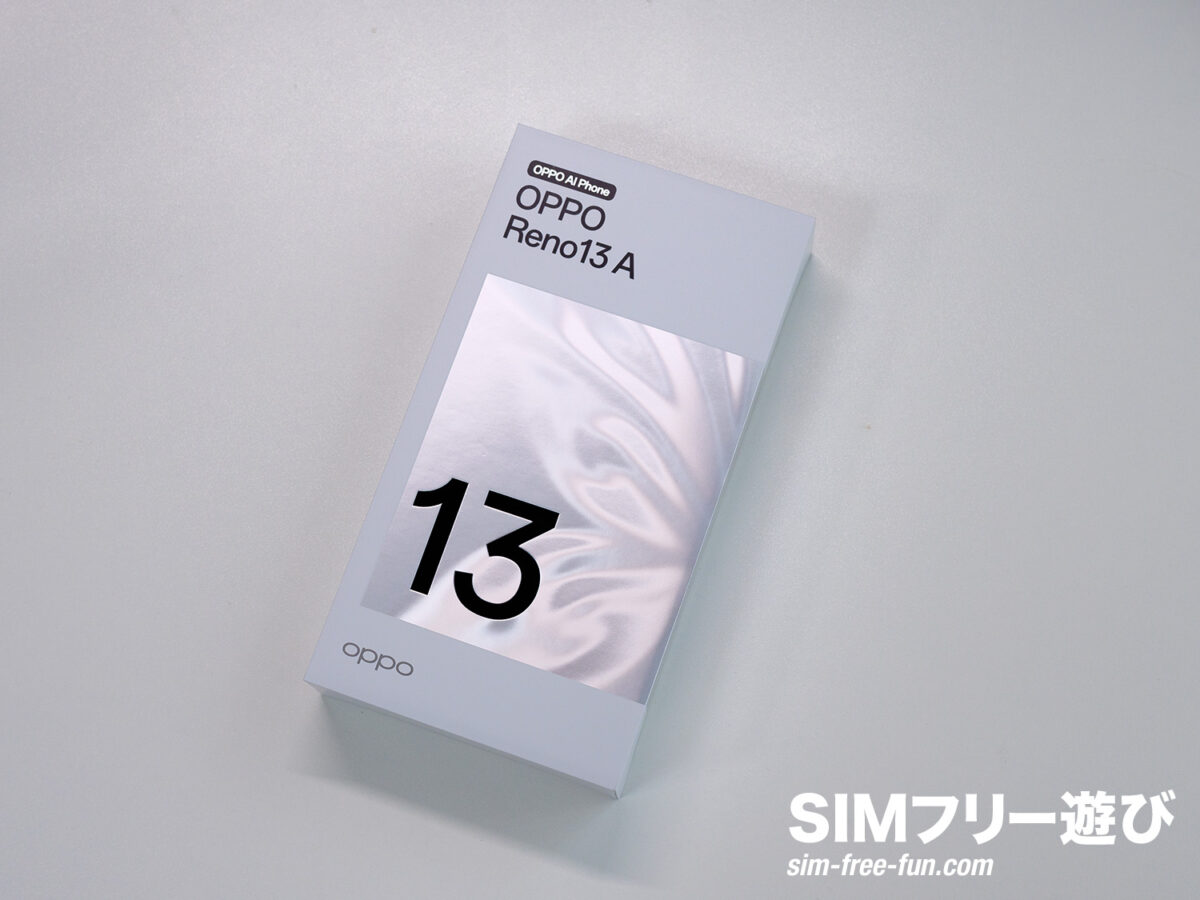 OPPO AI Phone
OPPO
Reno13 A
13
oppo
SIMフリー遊び
sim-free-fun.com